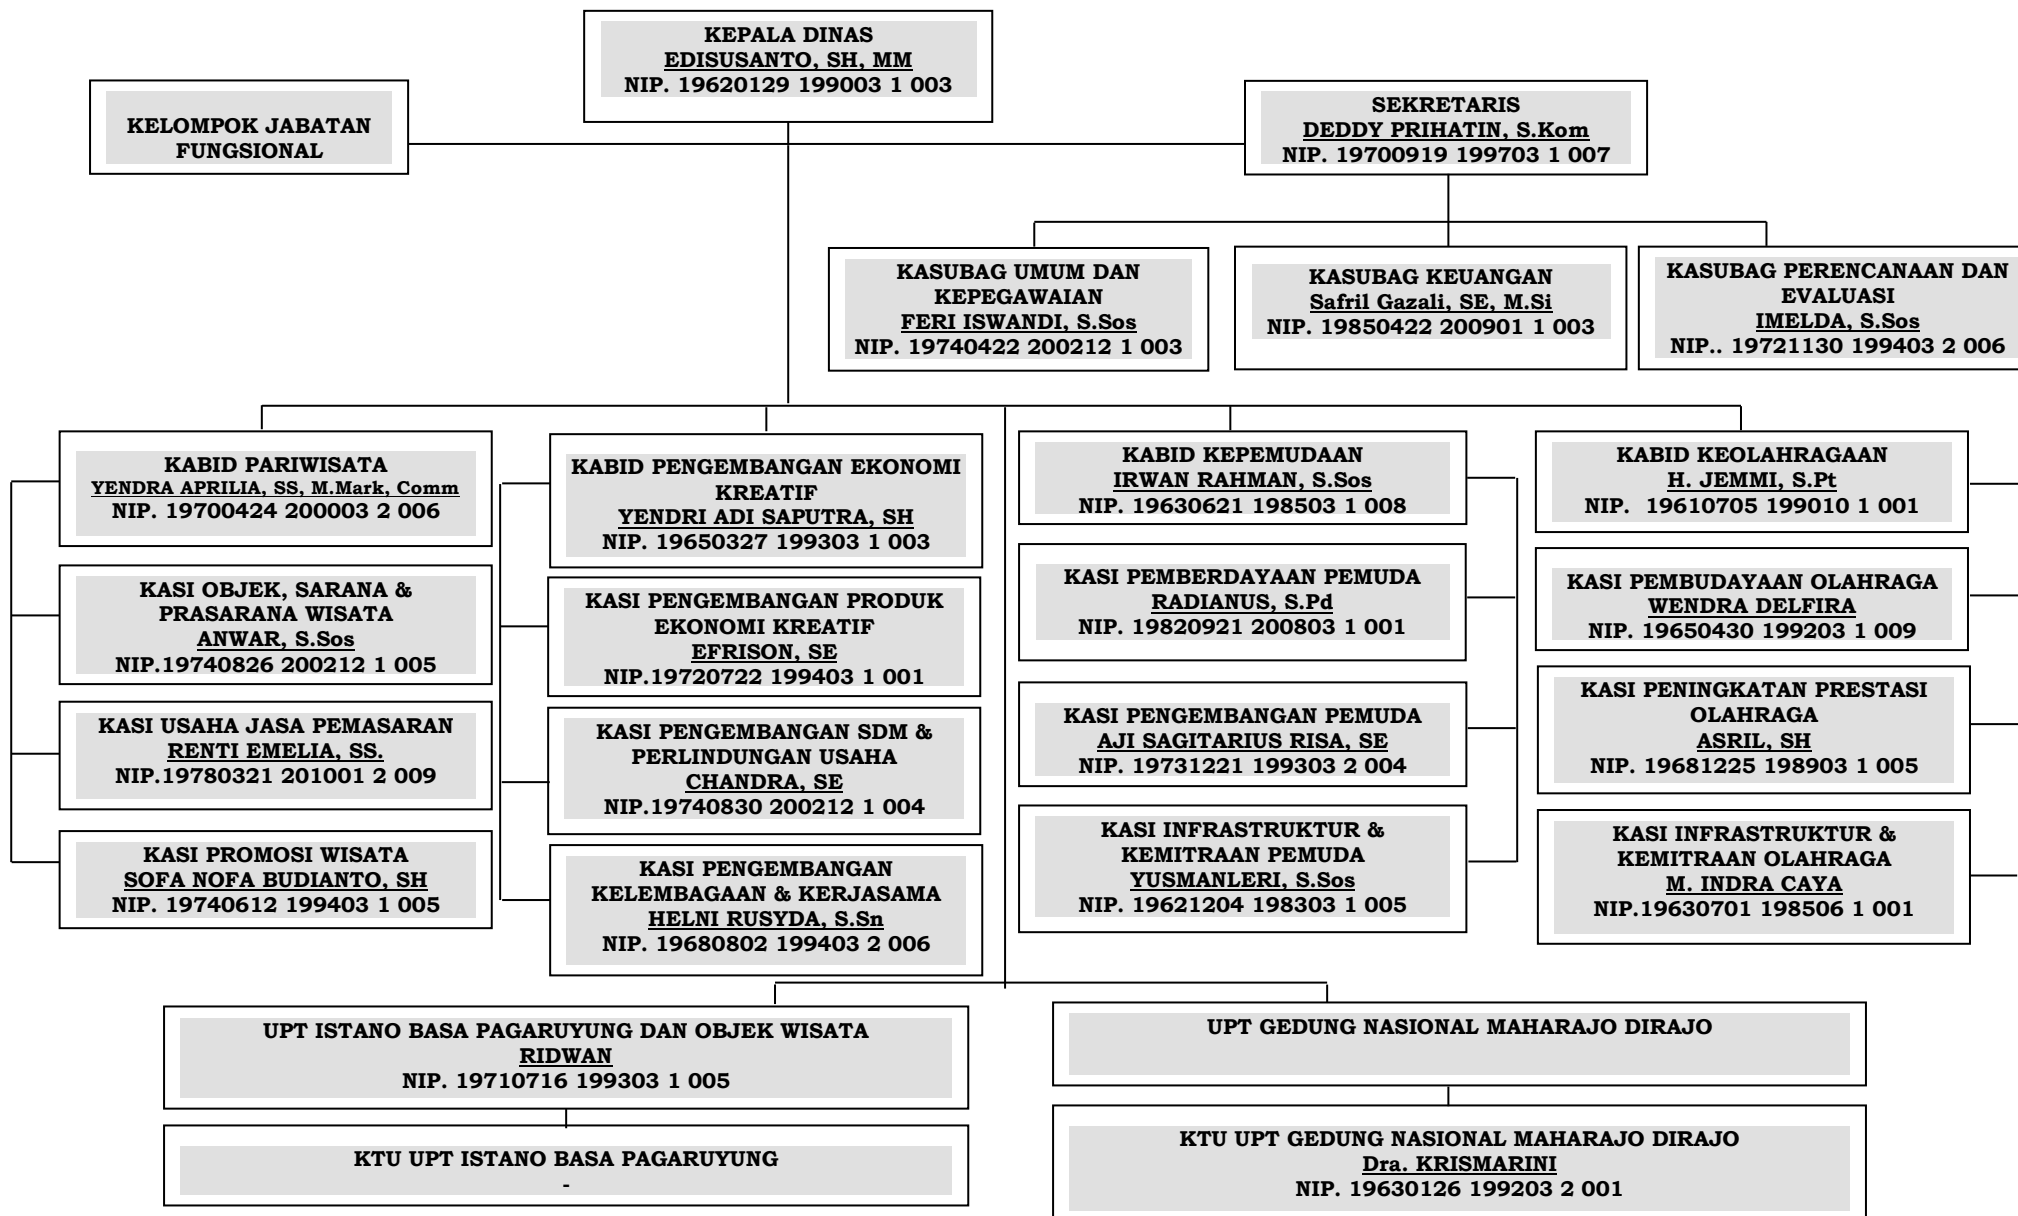 KEPALA DINAS
EDISUSANTO, SH, MM
NIP. 19620129 199003 1 003
KELOMPOK JABATAN
FUNGSIONAL
SEKRETARIS
DEDDY PRIHATIN, S.Kom
NIP. 19700919 199703 1 007
KASUBAG UMUM DAN
KEPEGAWAIAN
FERI ISWANDI, S.Sos
NIP. 19740422 200212 1 003
KASUBAG KEUANGAN
Safril Gazali, SE, M.Si
NIP. 19850422 200901 1 003
KASUBAG PERENCANAAN DAN
EVALUASI
IMELDA, S.Sos
NIP.. 19721130 199403 2 006
KABID PARIWISATA
YENDRA APRILIA, SS, M.Mark, Comm
NIP. 19700424 200003 2 006
KASI OBJEK, SARANA &
PRASARANA WISATA
ANWAR, S.Sos
NIP.19740826 200212 1 005
KASI USAHA JASA PEMASARAN
RENTI EMELIA, SS.
NIP.19780321 201001 2 009
KASI PROMOSI WISATA
SOFA NOFA BUDIANTO, SH
NIP. 19740612 199403 1 005
KABID PENGEMBANGAN EKONOMI
KREATIF
YENDRI ADI SAPUTRA, SH
NIP. 19650327 199303 1 003
KASI PENGEMBANGAN PRODUK
EKONOMI KREATIF
EFRISON, SE
NIP.19720722 199403 1 001
KASI PENGEMBANGAN SDM &
PERLINDUNGAN USAHA
CHANDRA, SE
NIP.19740830 200212 1 004
KASI PENGEMBANGAN
KELEMBAGAAN & KERJASAMA
HELNI RUSYDA, S.Sn
NIP. 19680802 199403 2 006
KABID KEPEMUDAAN
IRWAN RAHMAN, S.Sos
NIP. 19630621 198503 1 008
KASI PEMBERDAYAAN PEMUDA
RADIANUS, S.Pd
NIP. 19820921 200803 1 001
KASI PENGEMBANGAN PEMUDA
AJI SAGITARIUS RISA, SE
NIP. 19731221 199303 2 004
KASI INFRASTRUKTUR &
KEMITRAAN PEMUDA
YUSMANLERI, S.Sos
NIP. 19621204 198303 1 005
KABID KEOLAHRAGAAN
H. JEMMI, S.Pt
NIP. 19610705 199010 1 001
KASI PEMBUDAYAAN OLAHRAGA
WENDRA DELFIRA
NIP. 19650430 199203 1 009
KASI PENINGKATAN PRESTASI
OLAHRAGA
ASRIL, SH
NIP. 19681225 198903 1 005
KASI INFRASTRUKTUR &
KEMITRAAN OLAHRAGA
M. INDRA CAYA
NIP.19630701 198506 1 001
UPT ISTANO BASA PAGARUYUNG DAN OBJEK WISATA
RIDWAN
NIP. 19710716 199303 1 005
KTU UPT ISTANO BASA PAGARUYUNG
-
UPT GEDUNG NASIONAL MAHARAJO DIRAJO
KTU UPT GEDUNG NASIONAL MAHARAJO DIRAJO
Dra. KRISMARINI
NIP. 19630126 199203 2 001